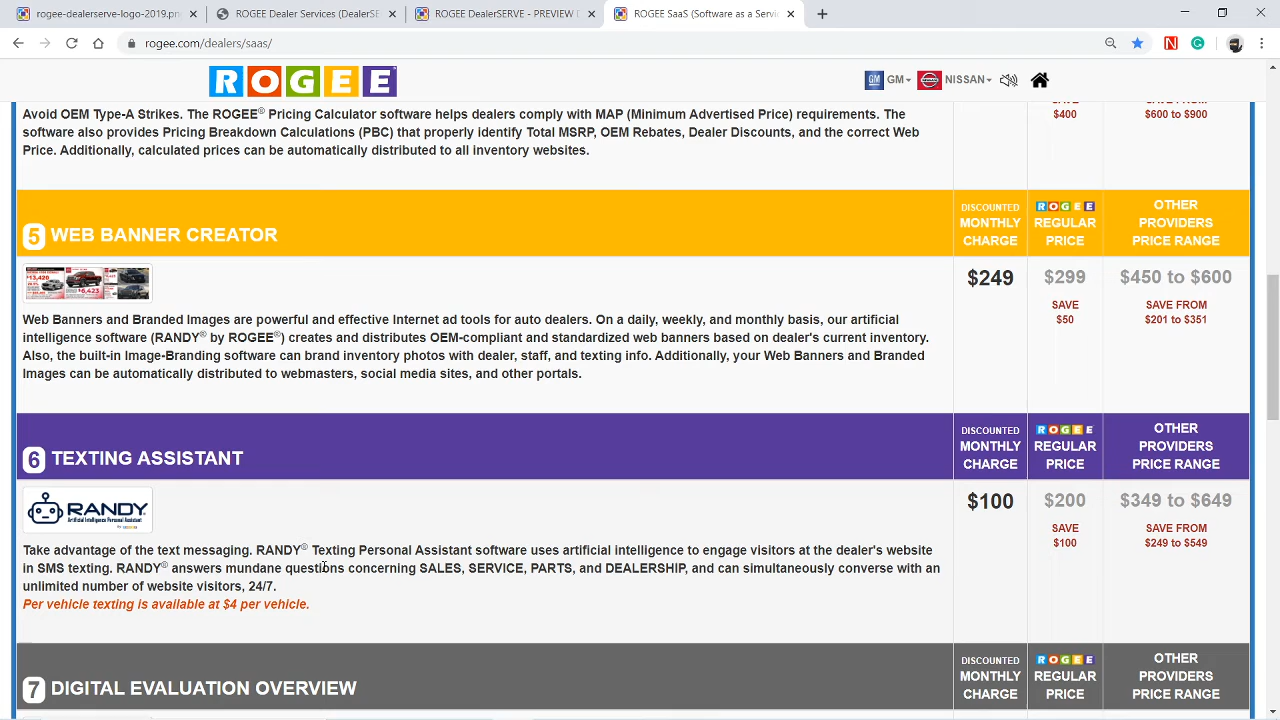 rogee-dealerserve-logo-2019.pn
ROGEE Dealer Services (DealerSE
ROGEE DealerSERVE - PREVIEW D
ROGEE SaaS (Software as a Servi
rogee.com/dealers/saas/
ROGEE
GM
NISSAN
Avoid OEM Type-A Strikes. The ROGEE® Pricing Calculator software helps dealers comply with MAP (Minimum Advertised Price) requirements. The
software also provides Pricing Breakdown Calculations (PBC) that properly identify Total MSRP, OEM Rebates, Dealer Discounts, and the correct Web
Price. Additionally, calculated prices can be automatically distributed to all inventory websites.
SAVE
$400
SAVE FROM
$600 to $900
5 WEB BANNER CREATOR
DISCOUNTED
MONTHLY
CHARGE
ROGEE
REGULAR
PRICE
OTHER
PROVIDERS
PRICE RANGE
$13,426
$6,423
$249
$299
SAVE
$50
$450 to $600
SAVE FROM
$201 to $351
Web Banners and Branded Images are powerful and effective Internet ad tools for auto dealers. On a daily, weekly, and monthly basis, our artificial
intelligence software (RANDY® by ROGEE®) creates and distributes OEM-compliant and standardized web banners based on dealer's current inventory.
Also, the built-in Image-Branding software can brand inventory photos with dealer, staff, and texting info. Additionally, your Web Banners and Branded
Images can be automatically distributed to webmasters, social media sites, and other portals.
6 TEXTING ASSISTANT
DISCOUNTED
MONTHLY
CHARGE
ROGEE
REGULAR
PRICE
OTHER
PROVIDERS
PRICE RANGE
RANDY
Artificial Intelligence Personal Assistant
$100
$200
SAVE
$100
$349 to $649
SAVE FROM
$249 to $549
Take advantage of the text messaging. RANDY® Texting Personal Assistant software uses artificial intelligence to engage visitors at the dealer's website
in SMS texting. RANDY® answers mundane questions concerning SALES, SERVICE, PARTS, and DEALERSHIP, and can simultaneously converse with an
unlimited number of website visitors, 24/7.
Per vehicle texting is available at $4 per vehicle.
7 DIGITAL EVALUATION OVERVIEW
DISCOUNTED
MONTHLY
CHARGE
ROGEE
REGULAR
PRICE
OTHER
PROVIDERS
PRICE RANGE